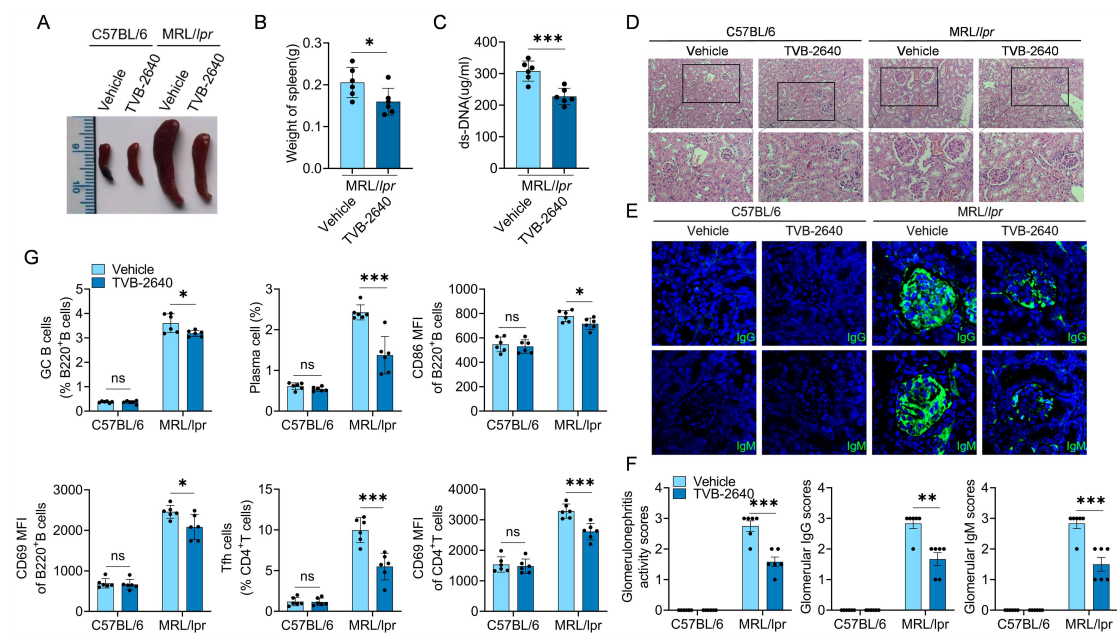 A
C57BL/6 MRL/lpr
Vehicle
TVB-2640
Vehicle
TVB-2640
9
10
B
Weight of spleen(g)
0.3
0.2
0.1
0.0
*
MRL/lpr
Vehicle
TVB-2640
C
ds-DNA(ug/ml)
400
300
200
100
0
***
MRL/lpr
Vehicle
TVB-2640
D
C57BL/6 MRL/lpr
Vehicle TVB-2640 Vehicle TVB-2640
E
C57BL/6 MRL/lpr
Vehicle TVB-2640 Vehicle TVB-2640
IgG IgG IgG IgG
IgM IgM IgM IgM
G
Vehicle
TVB-2640
GC B cells
(% B220+B cells)
5
4
3
2
1
0
ns
*
C57BL/6 MRL/lpr
Plasma cell (%)
3
2
1
0
ns
***
C57BL/6 MRL/lpr
CD86 MFI
of B220+B cells
1000
800
600
400
200
0
ns
*
C57BL/6 MRL/lpr
CD69 MFI
of B220+B cells
3000
2000
1000
0
ns
*
C57BL/6 MRL/lpr
Tfh cells
(% CD4+T cells)
15
10
5
0
ns
***
C57BL/6 MRL/lpr
CD69 MFI
of CD4+T cells
4000
3000
2000
1000
0
ns
***
C57BL/6 MRL/lpr
F
Vehicle
TVB-2640
Glomerulonephritis
activity scores
4
3
2
1
0
***
C57BL/6 MRL/lpr
Glomerular IgG scores
4
3
2
1
0
**
C57BL/6 MRL/lpr
Glomerular IgM scores
4
3
2
1
0
***
C57BL/6 MRL/lpr